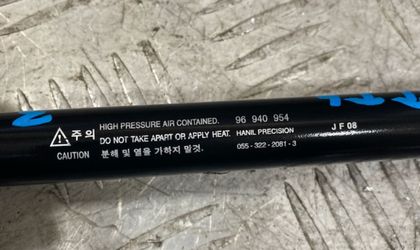 HIGH PRESSURE AIR CONTAINED. 96 940 954
주의 DO NOT TAKE APART OR APPLY HEAT. HANIL PRECISION J F 08
CAUTION 분해 및 열을 가하지 말것. 055 - 322 - 2081 - 3